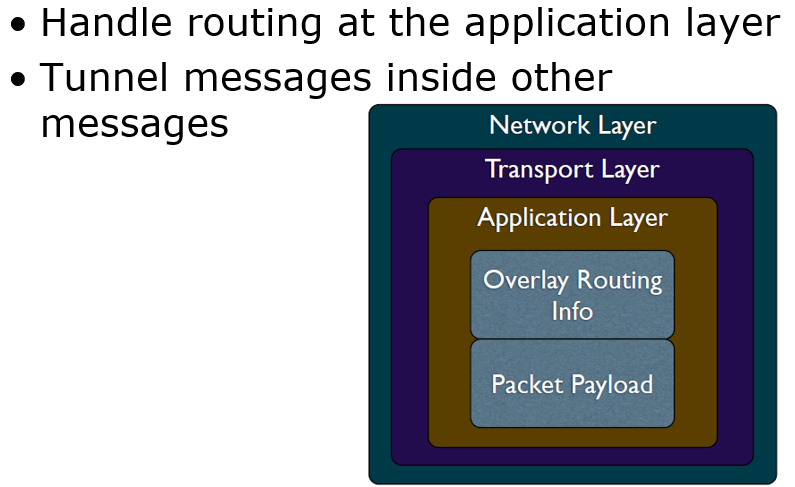 • Handle routing at the application layer
• Tunnel messages inside other
messages
Network Layer
Transport Layer
Application Layer
Overlay Routing
Info
Packet Payload